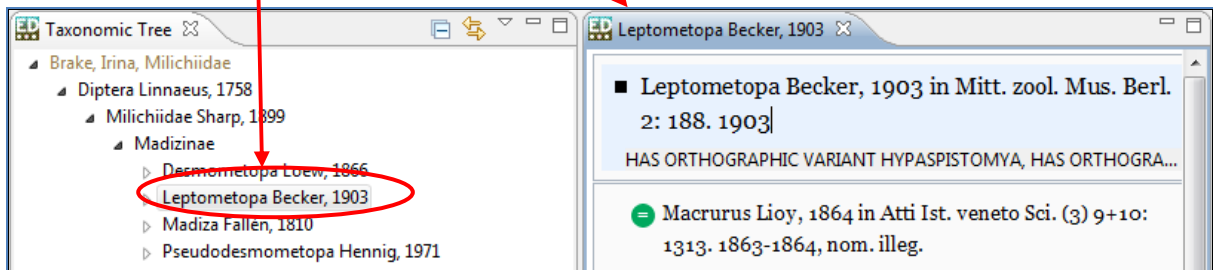 Taxonomic Tree
Brake, Irina, Milichiidae
Diptera Linnaeus, 1758
Milichiidae Sharp, 1899
Madizinae
Desmometopa Loew, 1866
Leptometopa Becker, 1903
Madiza Fallén, 1810
Pseudodesmometopa Hennig, 1971
Leptometopa Becker, 1903
Leptometopa Becker, 1903 in Mitt. zool. Mus. Berl.
2: 188. 1903
HAS ORTHOGRAPHIC VARIANT HYPASPISTOMYA, HAS ORTHOGRA...
Macrurus Lioy, 1864 in Atti Ist. veneto Sci. (3) 9+10:
1313. 1863-1864, nom. illeg.